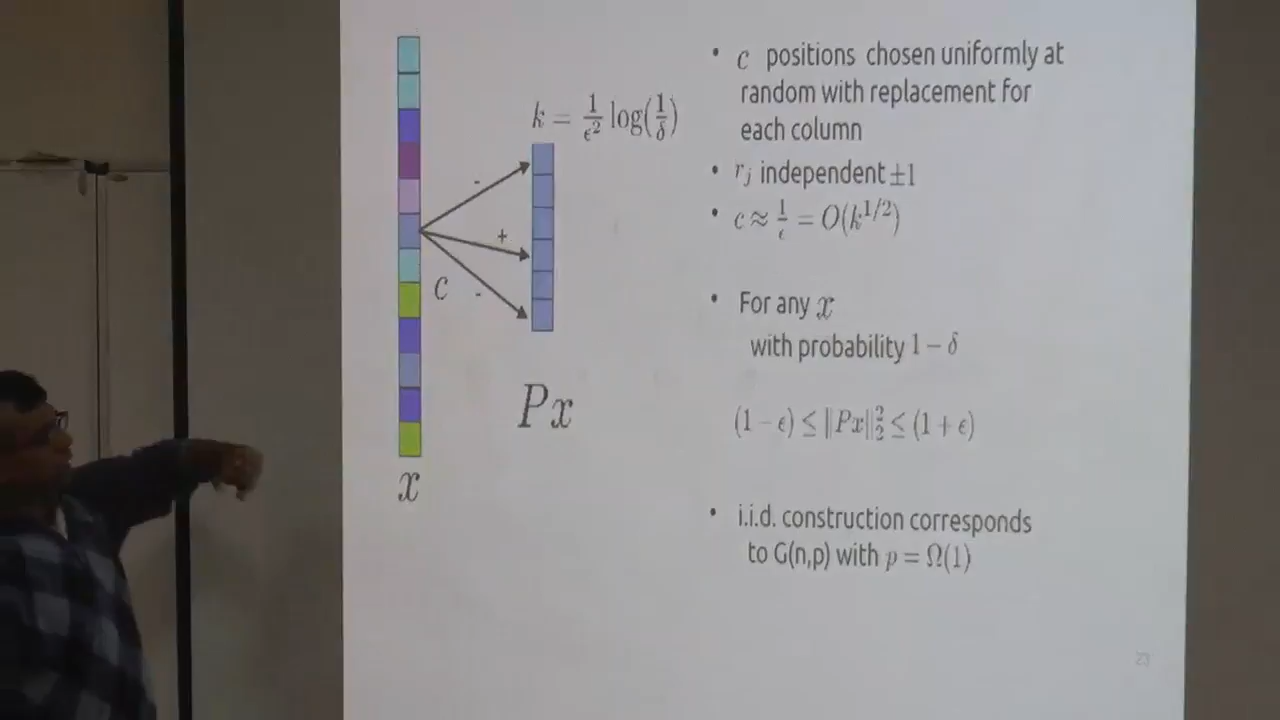 k = 1/ϵ² log(1/δ)
-
+
-
c
Px
x
• c positions chosen uniformly at
random with replacement for
each column
• r_j independent ±1
• c ≈ 1/ϵ = O(k^{1/2})
• For any x
with probability 1 − δ
(1 − ϵ) ≤ ‖Px‖₂² ≤ (1 + ϵ)
• i.i.d. construction corresponds
to G(n,p) with p = Ω(1)
23